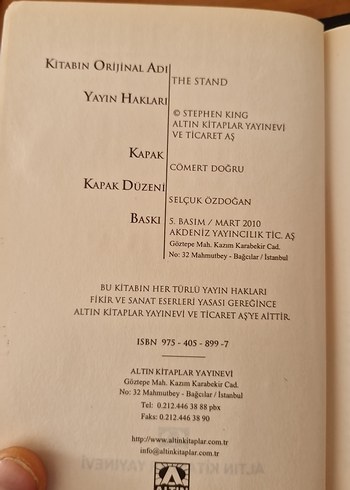 KITABIN ORIJINAL ADI
THE STAND
YAYIN HAKLARI
© STEPHEN KING
ALTIN KİTAPLAR YAYINEVİ
VE TİCARET AŞ
KAPAK
CÖMERT DOĞRU
KAPAK DÜZENİ
SELÇUK ÖZDOĞAN
BASKI
5. BASIM / MART 2010
AKDENİZ YAYINCILIK TİC. AŞ
Göztepe Mah. Kazım Karabekir Cad.
No: 32 Mahmutbey - Bağcılar / İstanbul
BU KİTABIN HER TÜRLÜ YAYIN HAKLARI
FİKİR VE SANAT ESERLERİ YASASI GEREĞİNCE
ALTIN KİTAPLAR YAYINEVİ VE TİCARET AŞ'YE AİTTİR.
ISBN 975 - 405 - 899 -7
ALTIN KİTAPLAR YAYINEVİ
Göztepe Mah. Kazım Karabekir Cad.
No: 32 Mahmutbey - Bağcılar / İstanbul
Tel: 0.212.446 38 88 pbx
Faks: 0.212.446 38 90
http://www.altinkitaplar.com.tr
info@altinkitaplar.com.tr
ALTIN